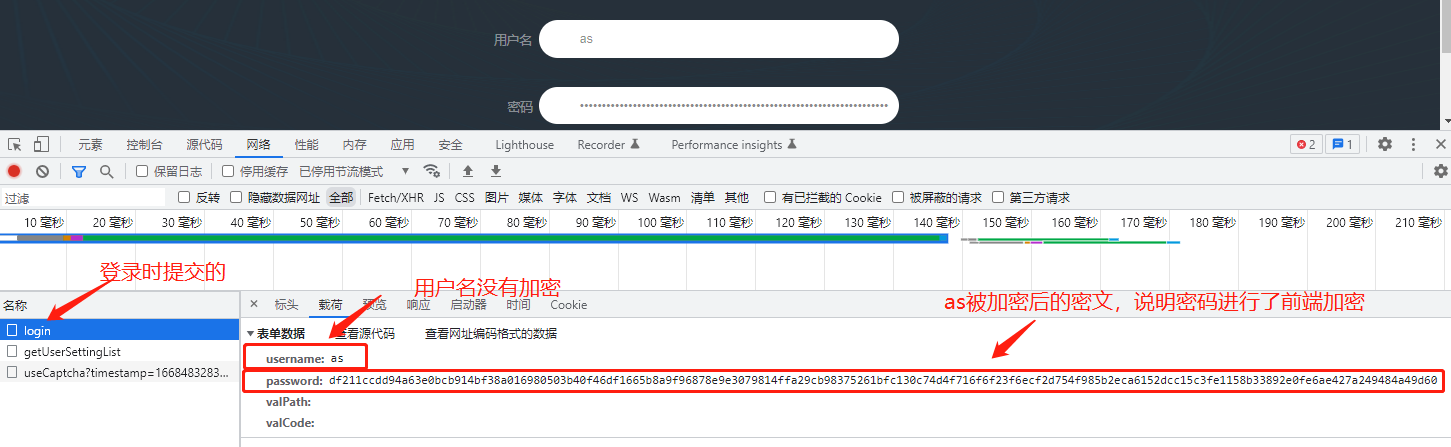 用户名 as
密码 ••••••••••••••••••••••••••••••••••••••••••••••••••••••••••••••••••••••
元素 控制台 源代码 网络 性能 内存 应用 安全 Lighthouse Recorder Performance insights 2 1
保留日志 停用缓存 已停用节流模式
过滤 反转 隐藏数据网址 全部 Fetch/XHR JS CSS 图片 媒体 字体 文档 WS Wasm 清单 其他 有已拦截的 Cookie 被屏蔽的请求 第三方请求
10 毫秒 20 毫秒 30 毫秒 40 毫秒 50 毫秒 60 毫秒 70 毫秒 80 毫秒 90 毫秒 100 毫秒 110 毫秒 120 毫秒 130 毫秒 140 毫秒 150 毫秒 160 毫秒 170 毫秒 180 毫秒 190 毫秒 200 毫秒 210 毫秒
登录时提交的
用户名没有加密
as被加密后的密文，说明密码进行了前端加密
名称 标头 载荷 预览 响应 启动器 时间 Cookie
login
getUserSettingList
useCaptcha?timestamp=1668483283...
表单数据 查看源代码 查看网址编码格式的数据
username: as
password: df211ccdd94a63e0bcb914bf38a016980503b40f46df1665b8a9f96878e9e3079814ffa29cb98375261bfc130c74d4f716f6f23f6ecf2d754f985b2eca6152dcc15c3fe1158b33892e0fe6ae427a249484a49d60
valPath:
valCode: